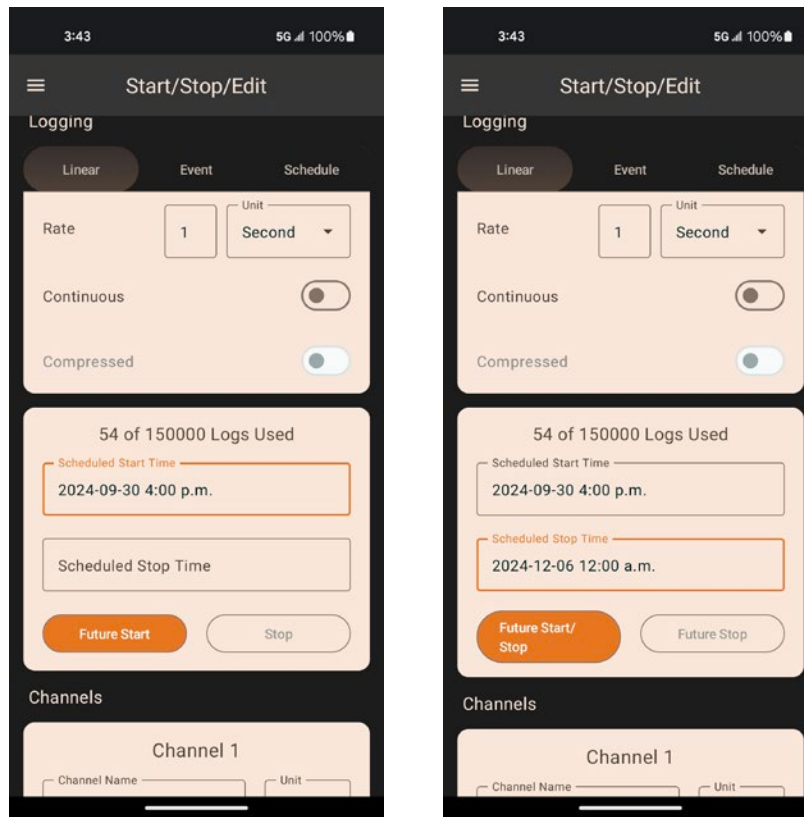 3:43 5G 100%
Start/Stop/Edit
Logging
Linear Event Schedule
Rate 1 Unit Second
Continuous
Compressed
54 of 150000 Logs Used
Scheduled Start Time
2024-09-30 4:00 p.m.
Scheduled Stop Time
Future Start Stop
Channels
Channel 1
Channel Name Unit
3:43 5G 100%
Start/Stop/Edit
Logging
Linear Event Schedule
Rate 1 Unit Second
Continuous
Compressed
54 of 150000 Logs Used
Scheduled Start Time
2024-09-30 4:00 p.m.
Scheduled Stop Time
2024-12-06 12:00 a.m.
Future Start/
Stop Future Stop
Channels
Channel 1
Channel Name Unit